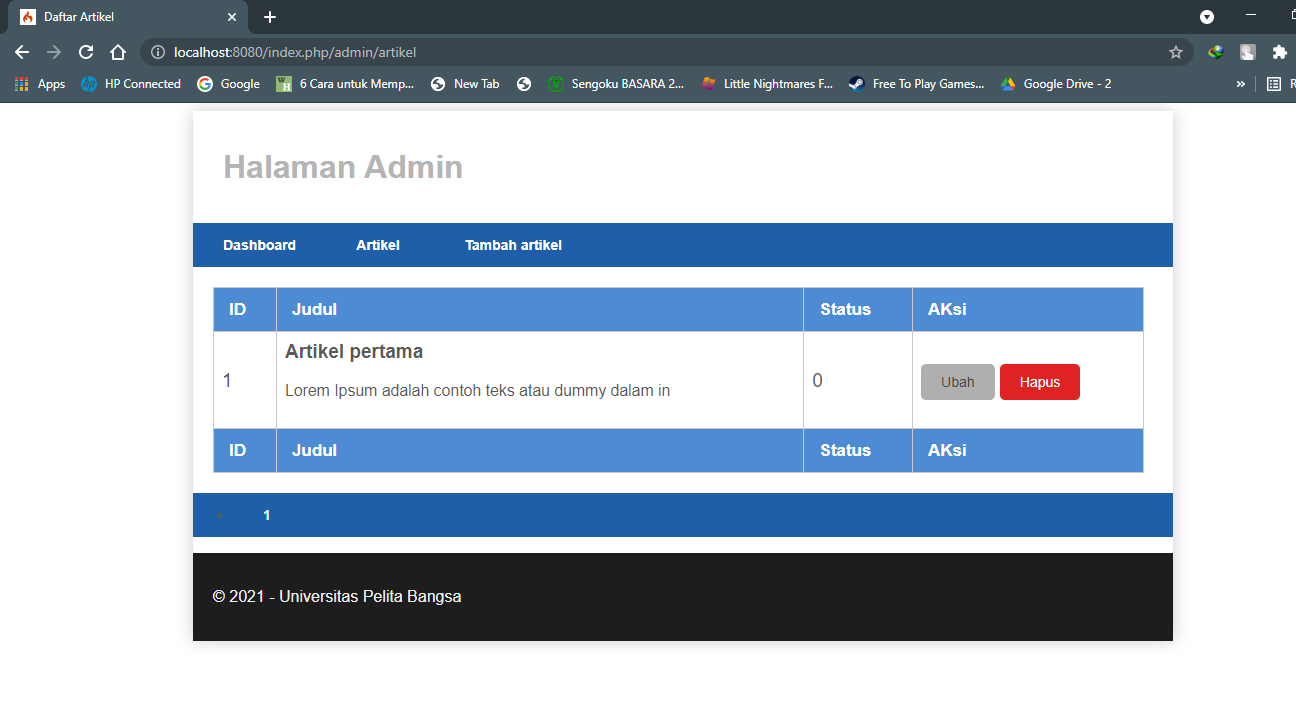 Daftar Artikel
localhost:8080/index.php/admin/artikel
Apps HP Connected Google 6 Cara untuk Memp... New Tab Sengoku BASARA 2... Little Nightmares F... Free To Play Games... Google Drive - 2 »
Halaman Admin
Dashboard Artikel Tambah artikel
ID Judul Status AKsi
Artikel pertama
1 0 Ubah Hapus
Lorem Ipsum adalah contoh teks atau dummy dalam in
ID Judul Status AKsi
1
© 2021 - Universitas Pelita Bangsa